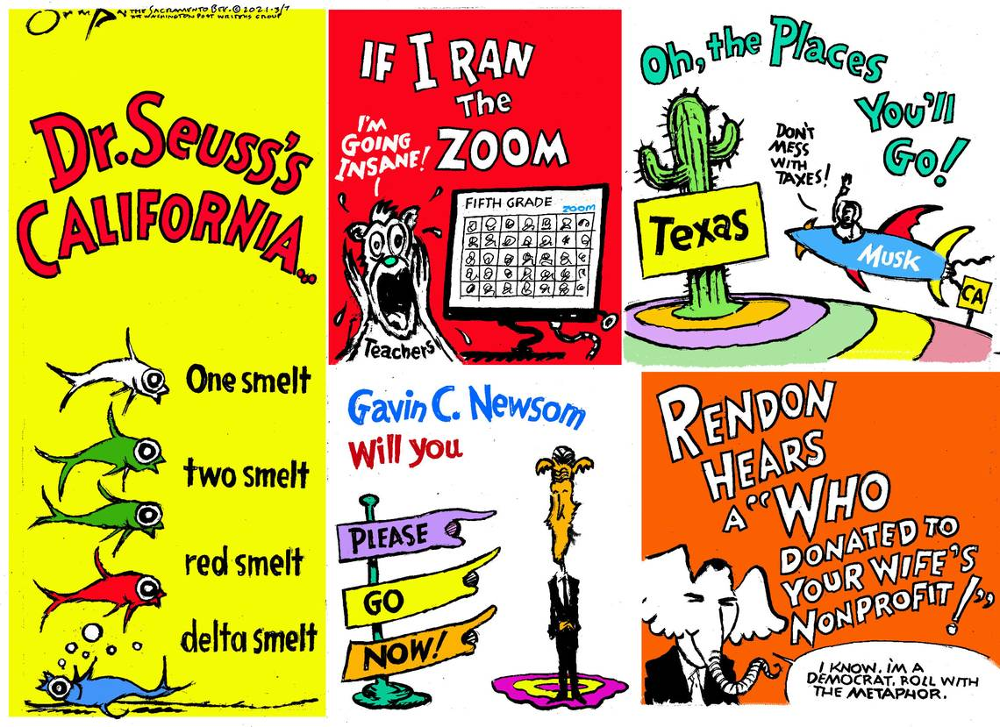 OHMAN THE SACRAMENTO BEE © 2021 • 3/7
THE WASHINGTON POST WRITERS GROUP
Dr. Seuss's
CALIFORNIA...
One smelt
two smelt
red smelt
delta smelt
IF I RAN
The
ZOOM
I'M
GOING
INSANE!
FIFTH GRADE
ZOOM
Teachers
Oh, the Places
You'll
Go!
DON'T
MESS
WITH
TAXES!
Texas
MUSK
CA
Gavin C. Newsom
Will you
PLEASE
GO
NOW!
RENDON
HEARS
A "WHO
DONATED TO
YOUR WIFE'S
NONPROFIT!"
I KNOW. I'M A
DEMOCRAT. ROLL WITH
THE METAPHOR.